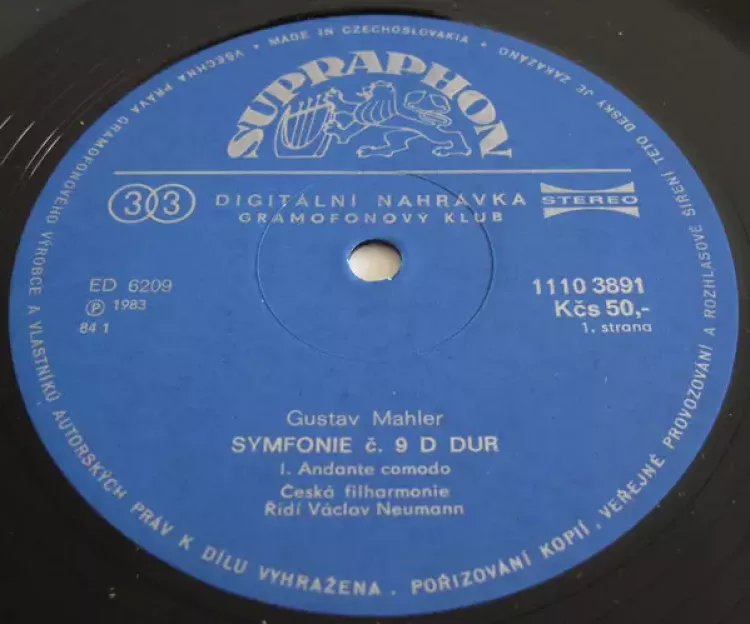 VŠECHNA PRÁVA GRAMOFONOVÉHO VÝROBCE A VLASTNÍKŮ AUTORSKÝCH PRÁV K DÍLU VYHRAŽENA. POŘIZOVÁNÍ KOPIÍ, VEŘEJNÉ PROVOZOVÁNÍ A ROZHLASOVÉ ŠÍŘENÍ TÉTO DESKY JE ZAKÁZÁNO
• MADE IN CZECHOSLOVAKIA •
SUPRAPHON
33 DIGITÁLNÍ NAHRÁVKA STEREO
GRAMOFONOVÝ KLUB
ED 6209
℗ 1983
84 1
1110 3891
Kčs 50,-
1. strana
Gustav Mahler
SYMFONIE č. 9 D DUR
I. Andante comodo
Česká filharmonie
Řídí Václav Neumann